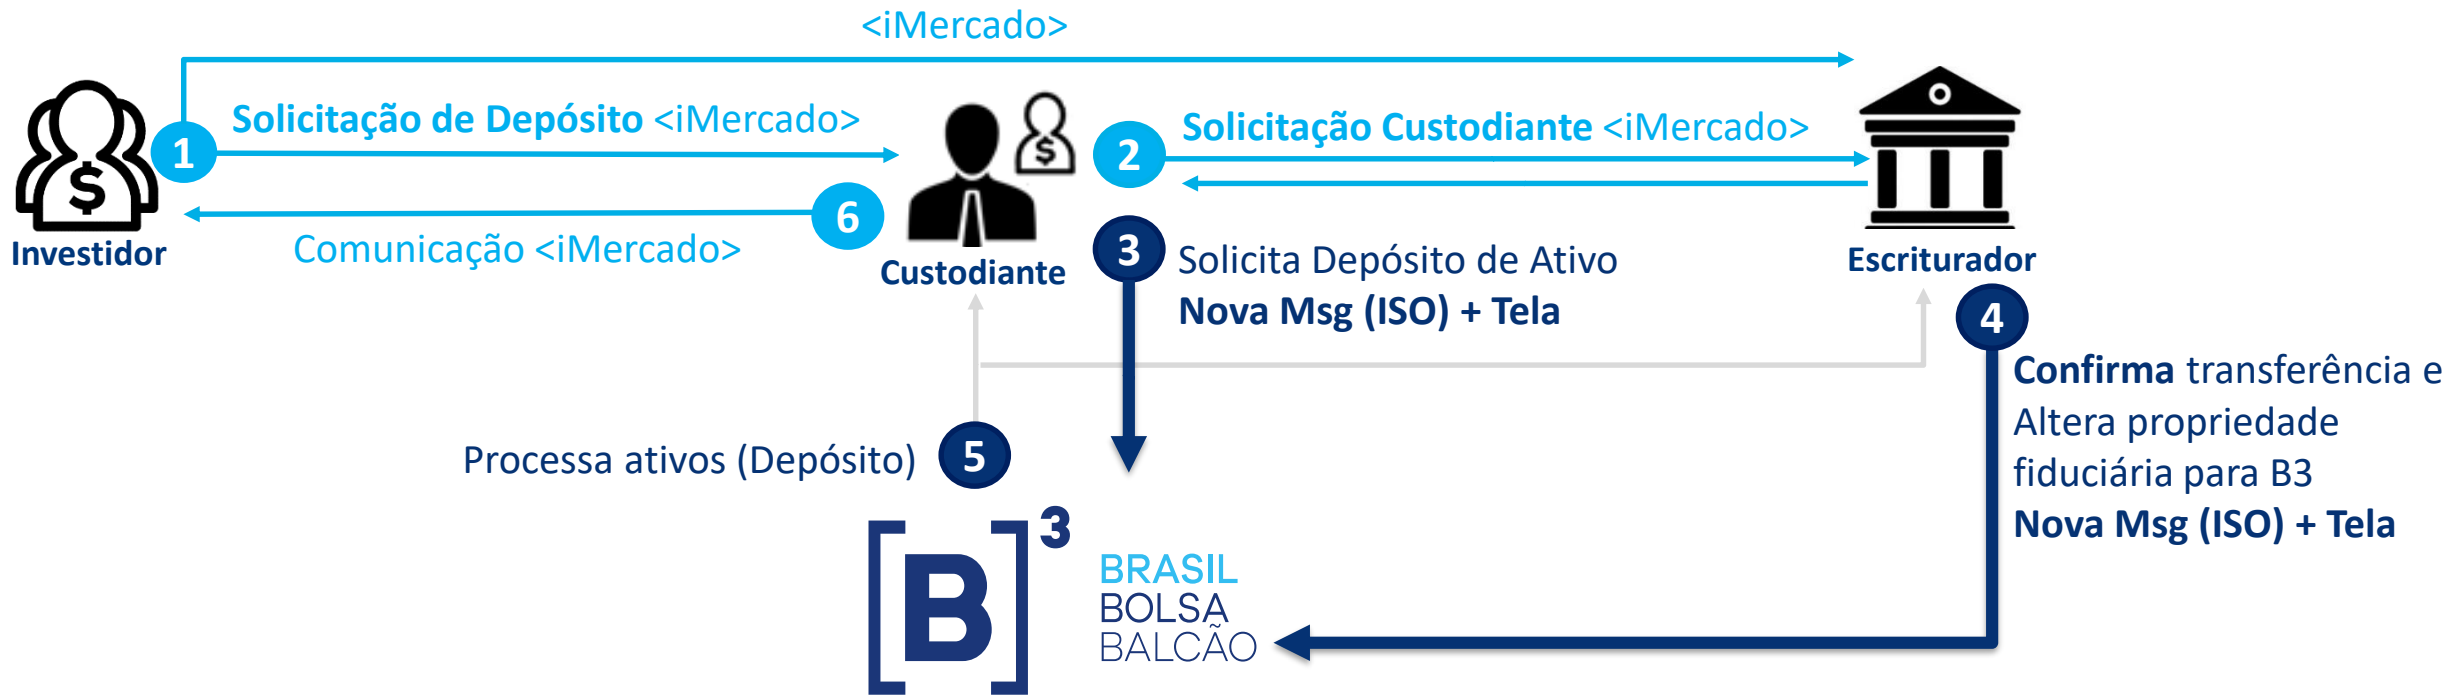 <iMercado>
1
Solicitação de Depósito <iMercado>
2
Solicitação Custodiante <iMercado>
6
Comunicação <iMercado>
Investidor
Custodiante
Escriturador
3
Solicita Depósito de Ativo
Nova Msg (ISO) + Tela
4
Confirma transferência e
Altera propriedade
fiduciária para B3
Nova Msg (ISO) + Tela
Processa ativos (Depósito)
5
[B]³
BRASIL
BOLSA
BALCÃO